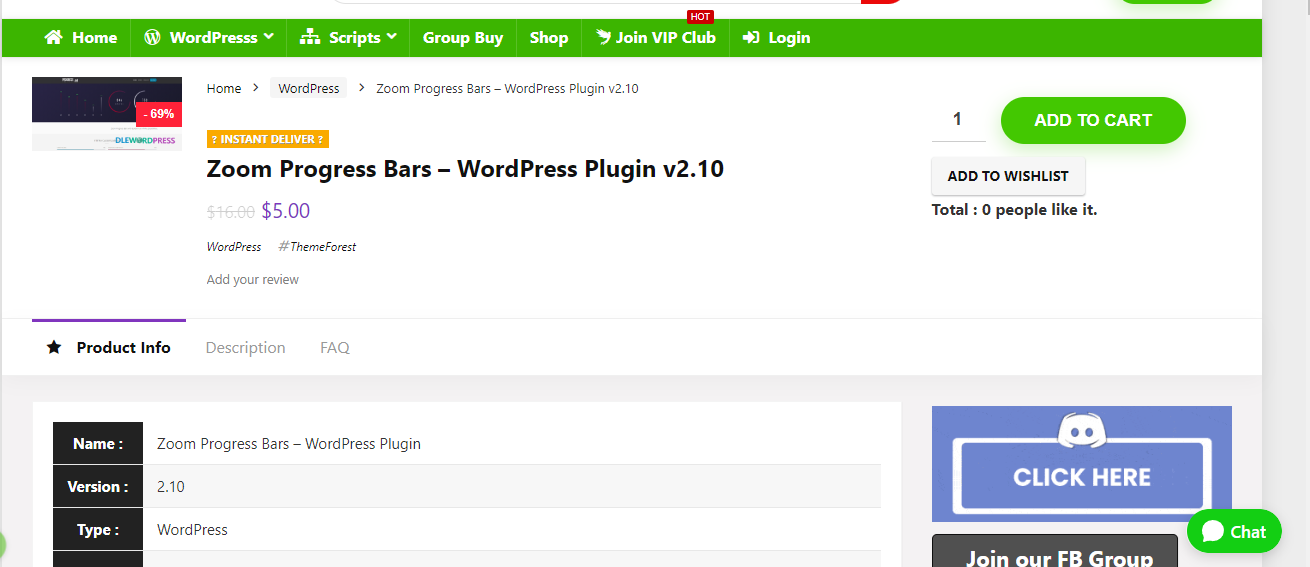 HOT
Home WordPresss Scripts Group Buy Shop Join VIP Club Login
Home > WordPress > Zoom Progress Bars – WordPress Plugin v2.10
- 69%
DLEWORDPRESS
? INSTANT DELIVER ?
Zoom Progress Bars – WordPress Plugin v2.10
$16.00 $5.00
WordPress #ThemeForest
Add your review
1 ADD TO CART
ADD TO WISHLIST
Total : 0 people like it.
Product Info Description FAQ
Name : Zoom Progress Bars – WordPress Plugin
Version : 2.10
Type : WordPress
CLICK HERE
Chat
Join our FB Group